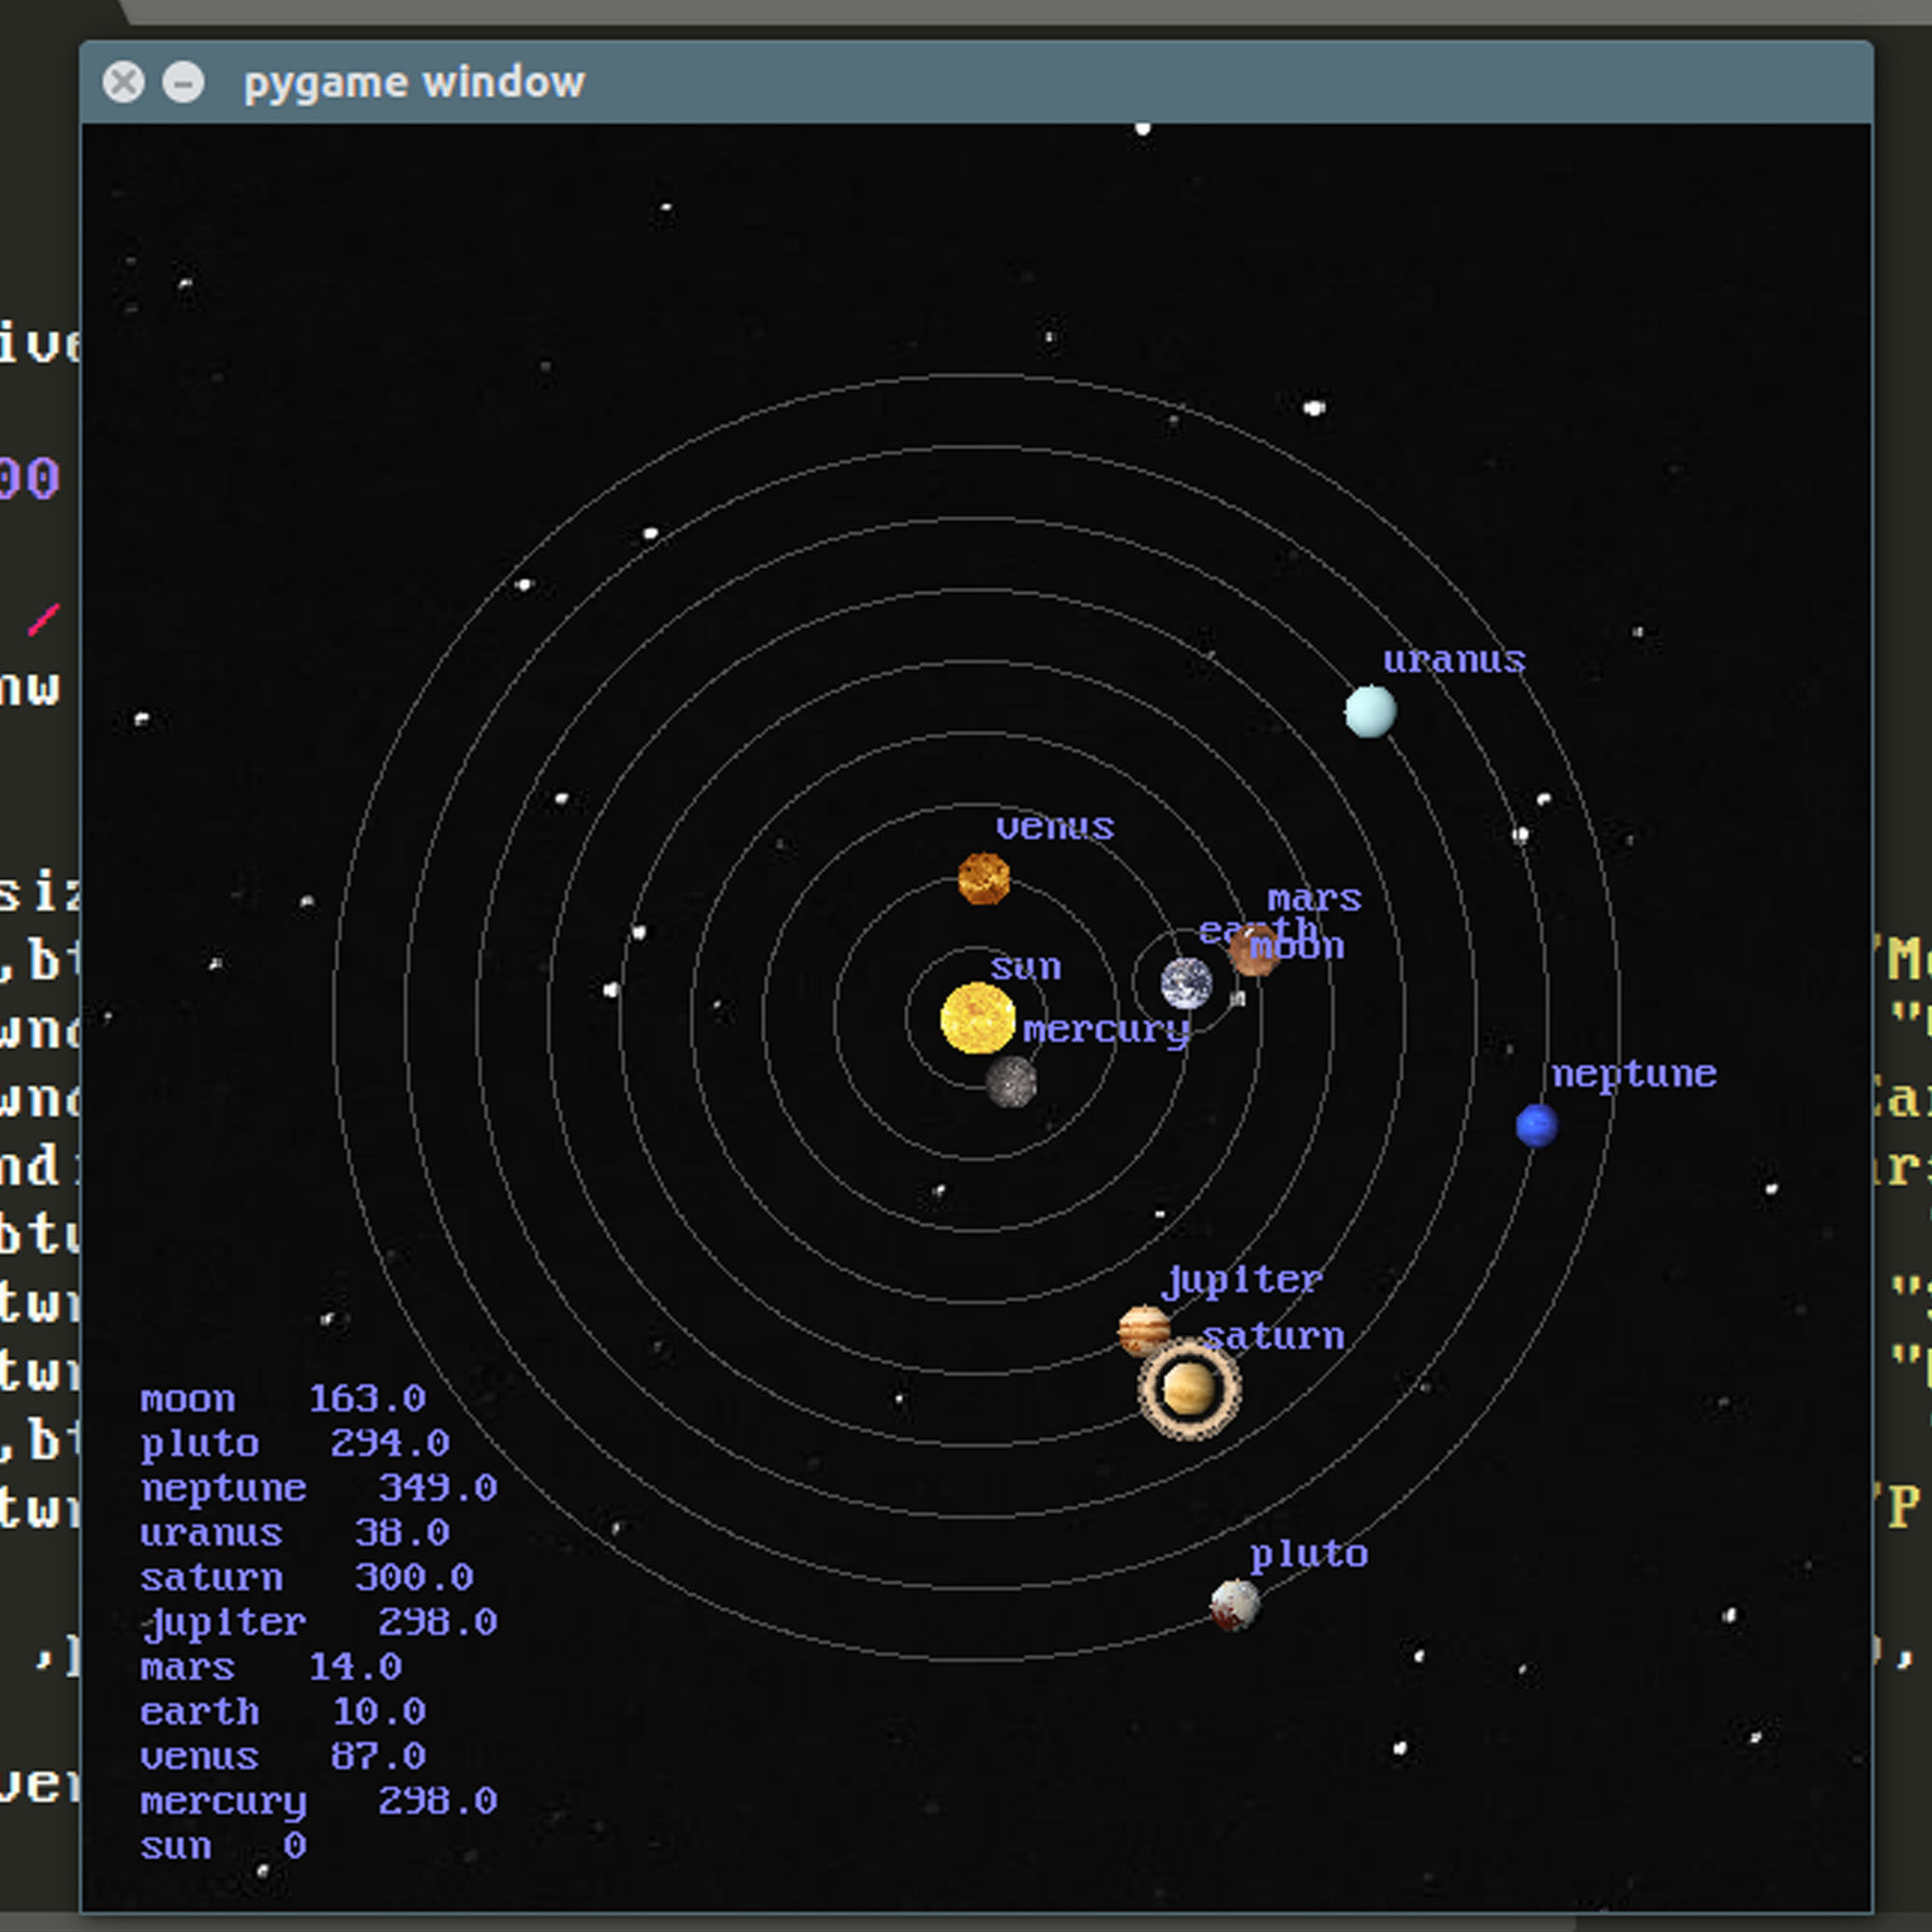 pygame window
00
/
nw
uranus
venus
mars
earth
moon
sun
mercury
neptune
jupiter
saturn
moon 163.0
pluto 294.0
neptune 349.0
uranus 38.0
saturn 300.0
jupiter 298.0
mars 14.0
earth 10.0
venus 87.0
mercury 298.0
sun 0
pluto